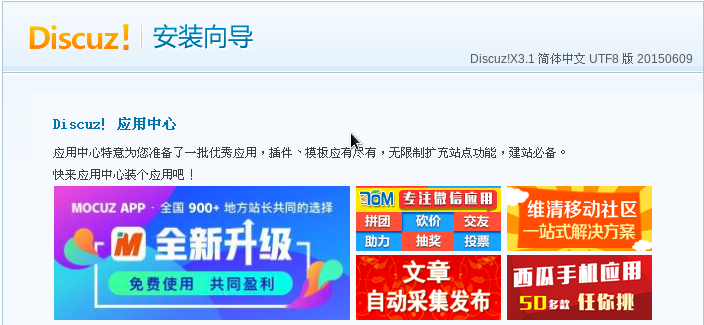 Discuz! 安装向导
Discuz!X3.1 简体中文 UTF8 版 20150609
Discuz! 应用中心
应用中心特意为您准备了一批优秀应用，插件、模板应有尽有，无限制扩充站点功能，建站必备。
快来应用中心装个应用吧！
MOCUZ APP · 全国 900+ 地方站长共同的选择
全新升级
免费使用 共同盈利
专注微信应用
拼团 砍价 交友
助力 抽奖 投票
维清移动社区
一站式解决方案
文章
自动采集发布
西瓜手机应用
50多款 任你挑